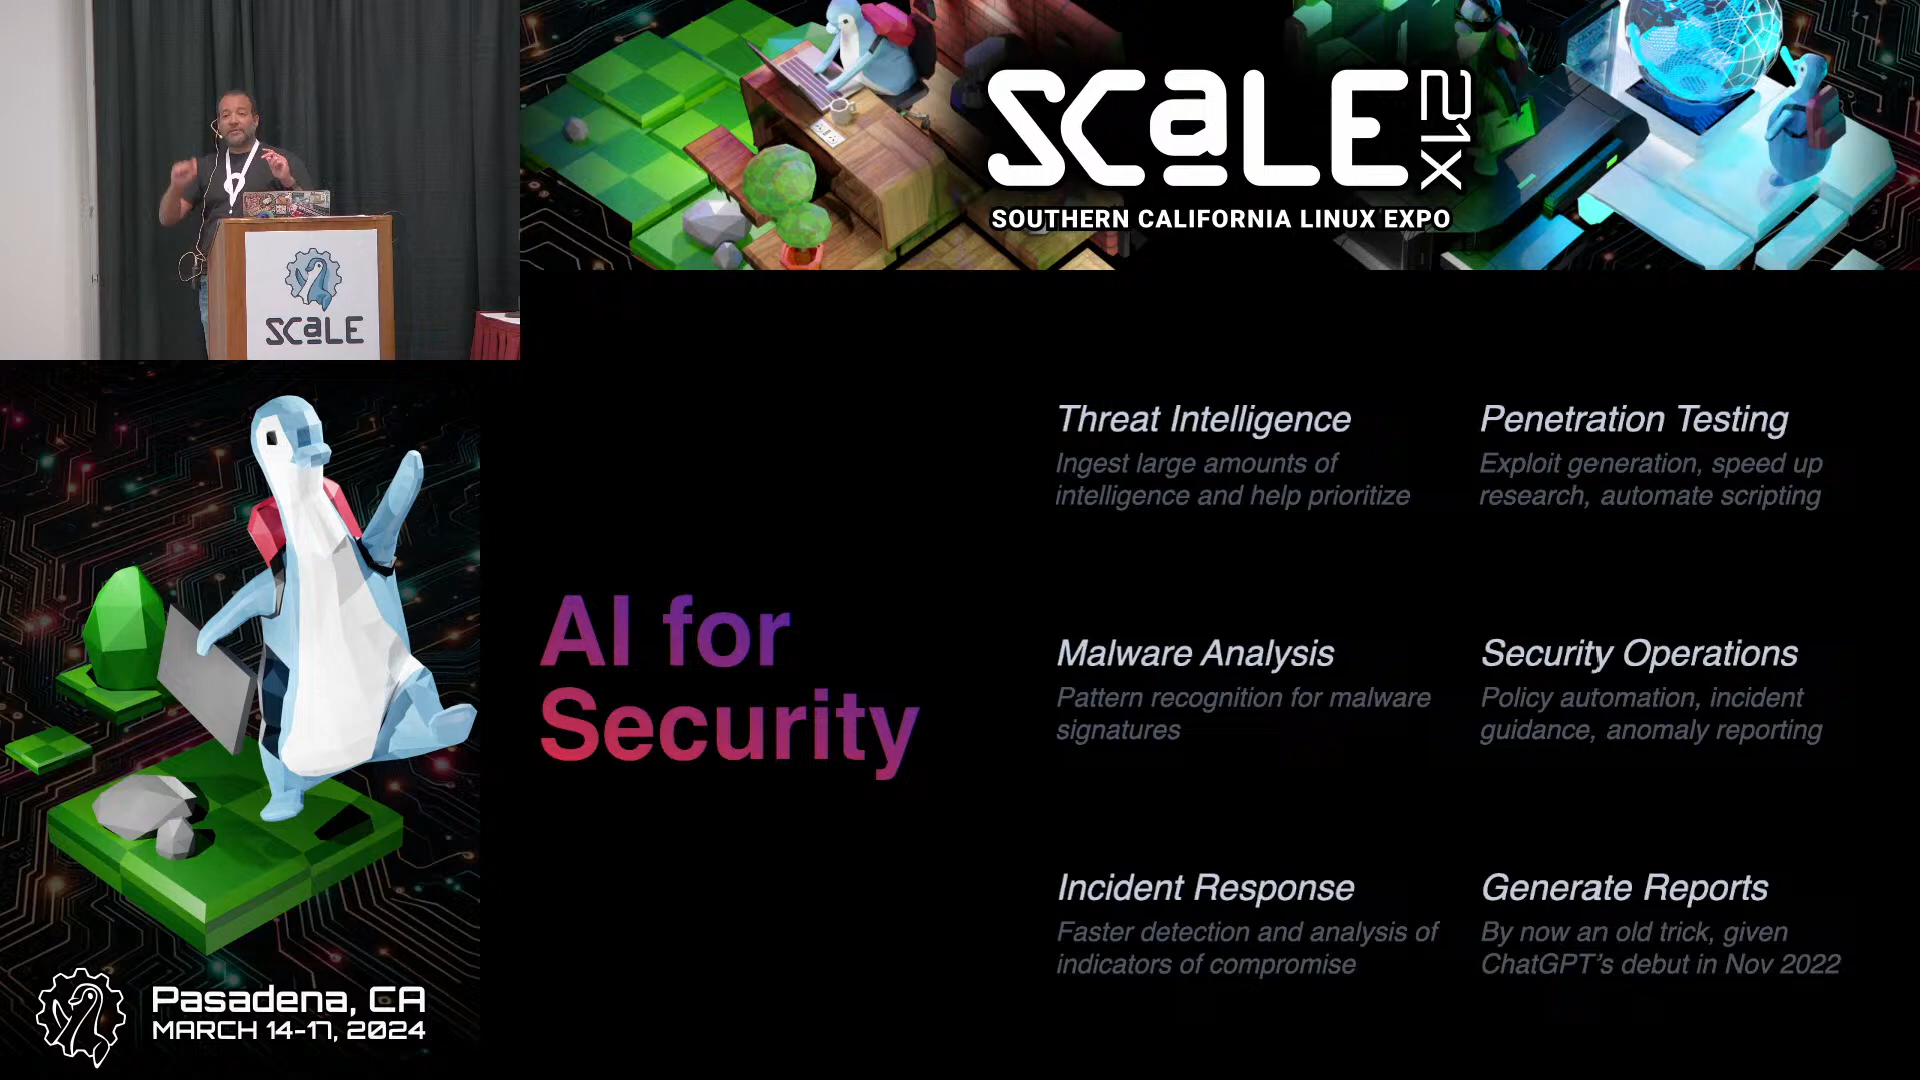 SCaLE
21X
SOUTHERN CALIFORNIA LINUX EXPO
SCaLE
AI for
Security
Threat Intelligence
Ingest large amounts of
intelligence and help prioritize
Penetration Testing
Exploit generation, speed up
research, automate scripting
Malware Analysis
Pattern recognition for malware
signatures
Security Operations
Policy automation, incident
guidance, anomaly reporting
Incident Response
Faster detection and analysis of
indicators of compromise
Generate Reports
By now an old trick, given
ChatGPT's debut in Nov 2022
Pasadena, CA
MARCH 14-17, 2024